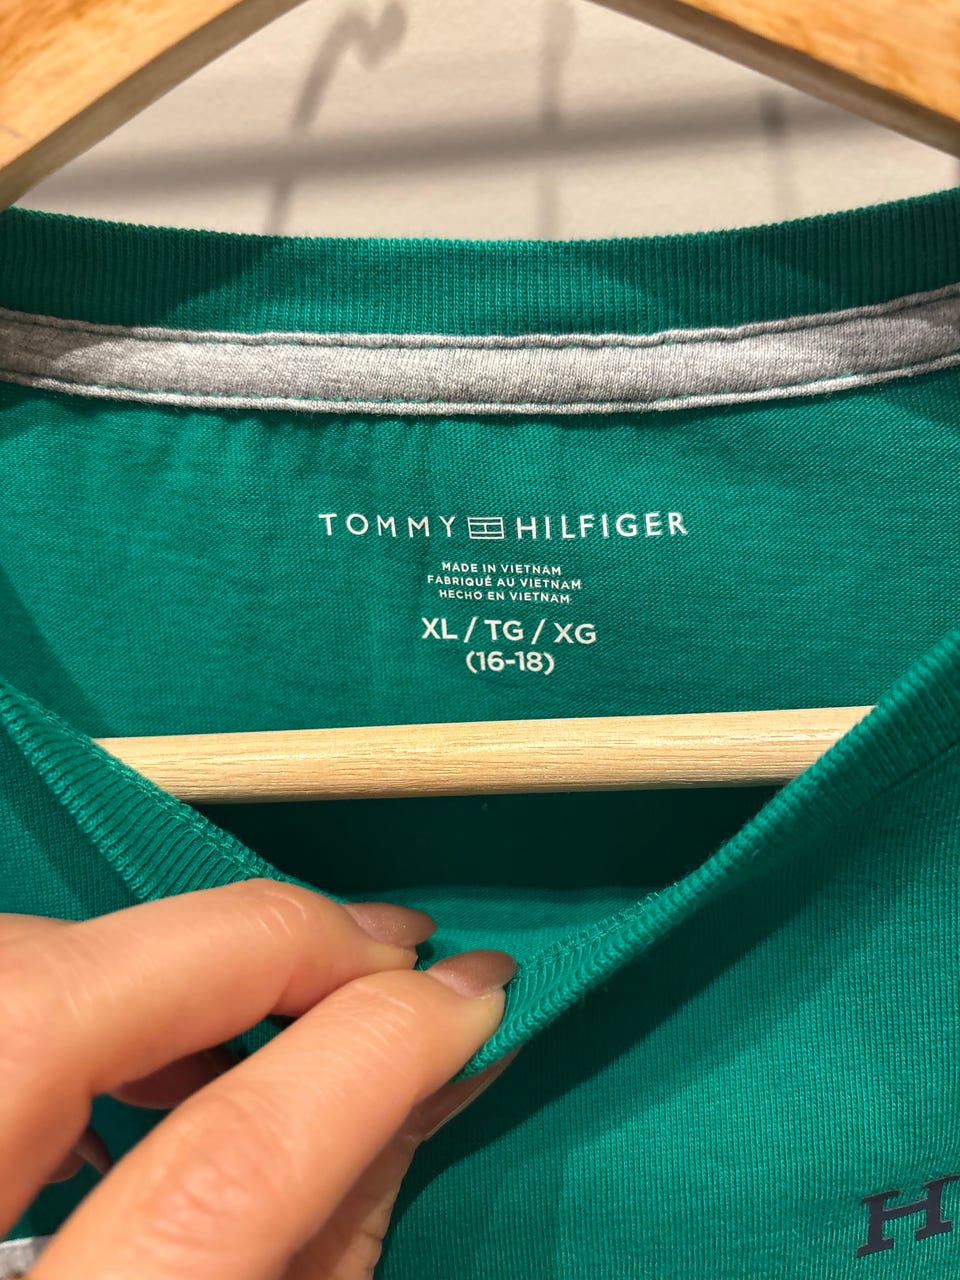 TOMMY HILFIGER
MADE IN VIETNAM
FABRIQUÉ AU VIETNAM
HECHO EN VIETNAM
XL / TG / XG
(16-18)
H